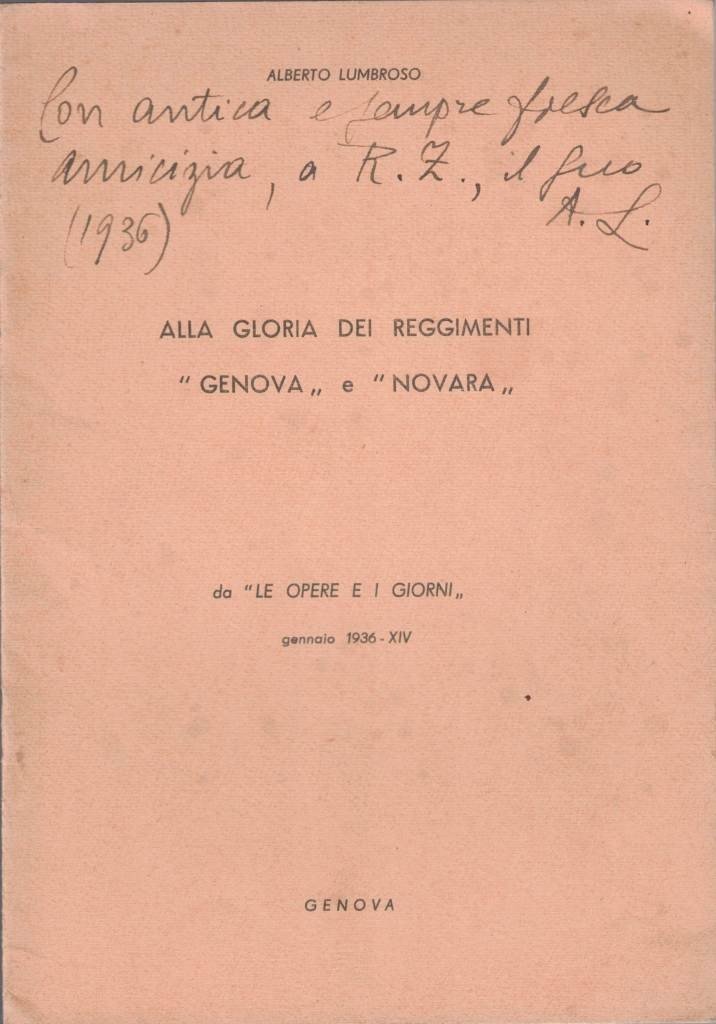 ALBERTO LUMBROSO
Con antica e sempre fresca
amicizia, a R. Z., il suo
(1936) A. L.
ALLA GLORIA DEI REGGIMENTI
" GENOVA „ e " NOVARA „
da "LE OPERE E I GIORNI„
gennaio 1936 - XIV
GENOVA